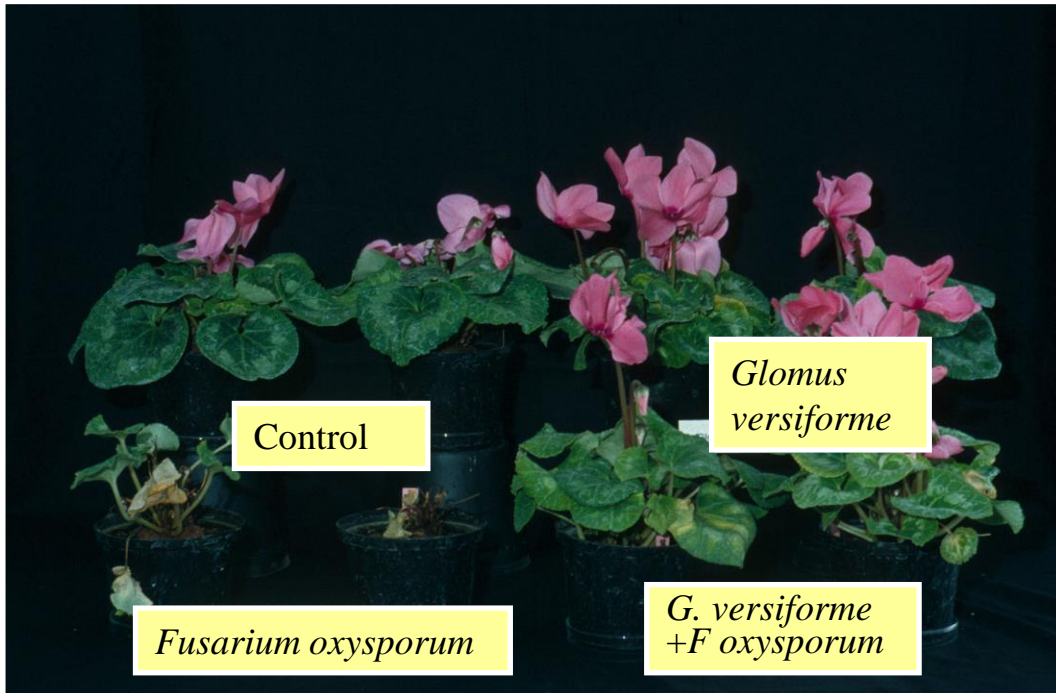 Control
Glomus
versiforme
Fusarium oxysporum
G. versiforme
+F oxysporum